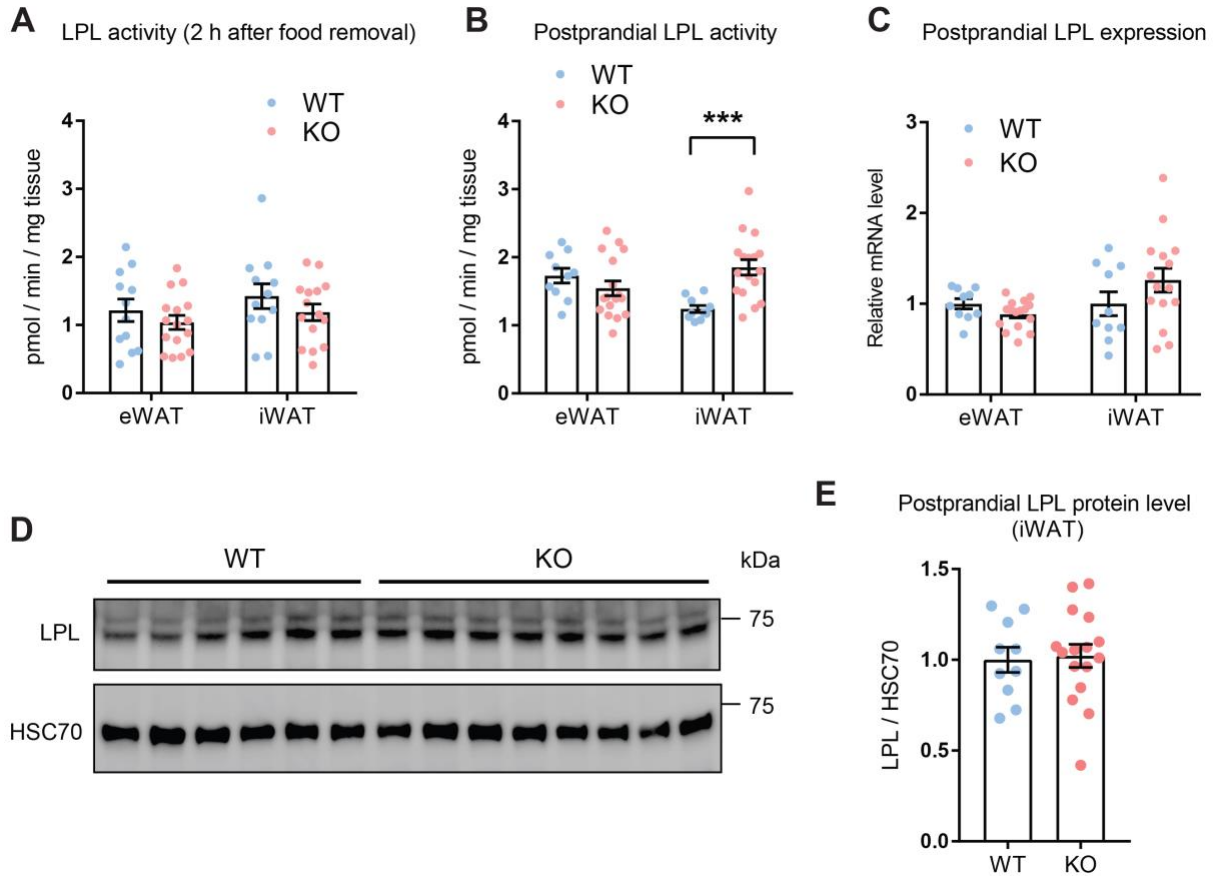 A LPL activity (2 h after food removal)
WT
KO
pmol / min / mg tissue
4
3
2
1
0
eWAT iWAT
B Postprandial LPL activity
WT
KO
***
pmol / min / mg tissue
4
3
2
1
0
eWAT iWAT
C Postprandial LPL expression
WT
KO
Relative mRNA level
3
2
1
0
eWAT iWAT
D
WT KO kDa
LPL
75
HSC70
75
E Postprandial LPL protein level
(iWAT)
LPL / HSC70
1.5
1.0
0.5
0.0
WT KO